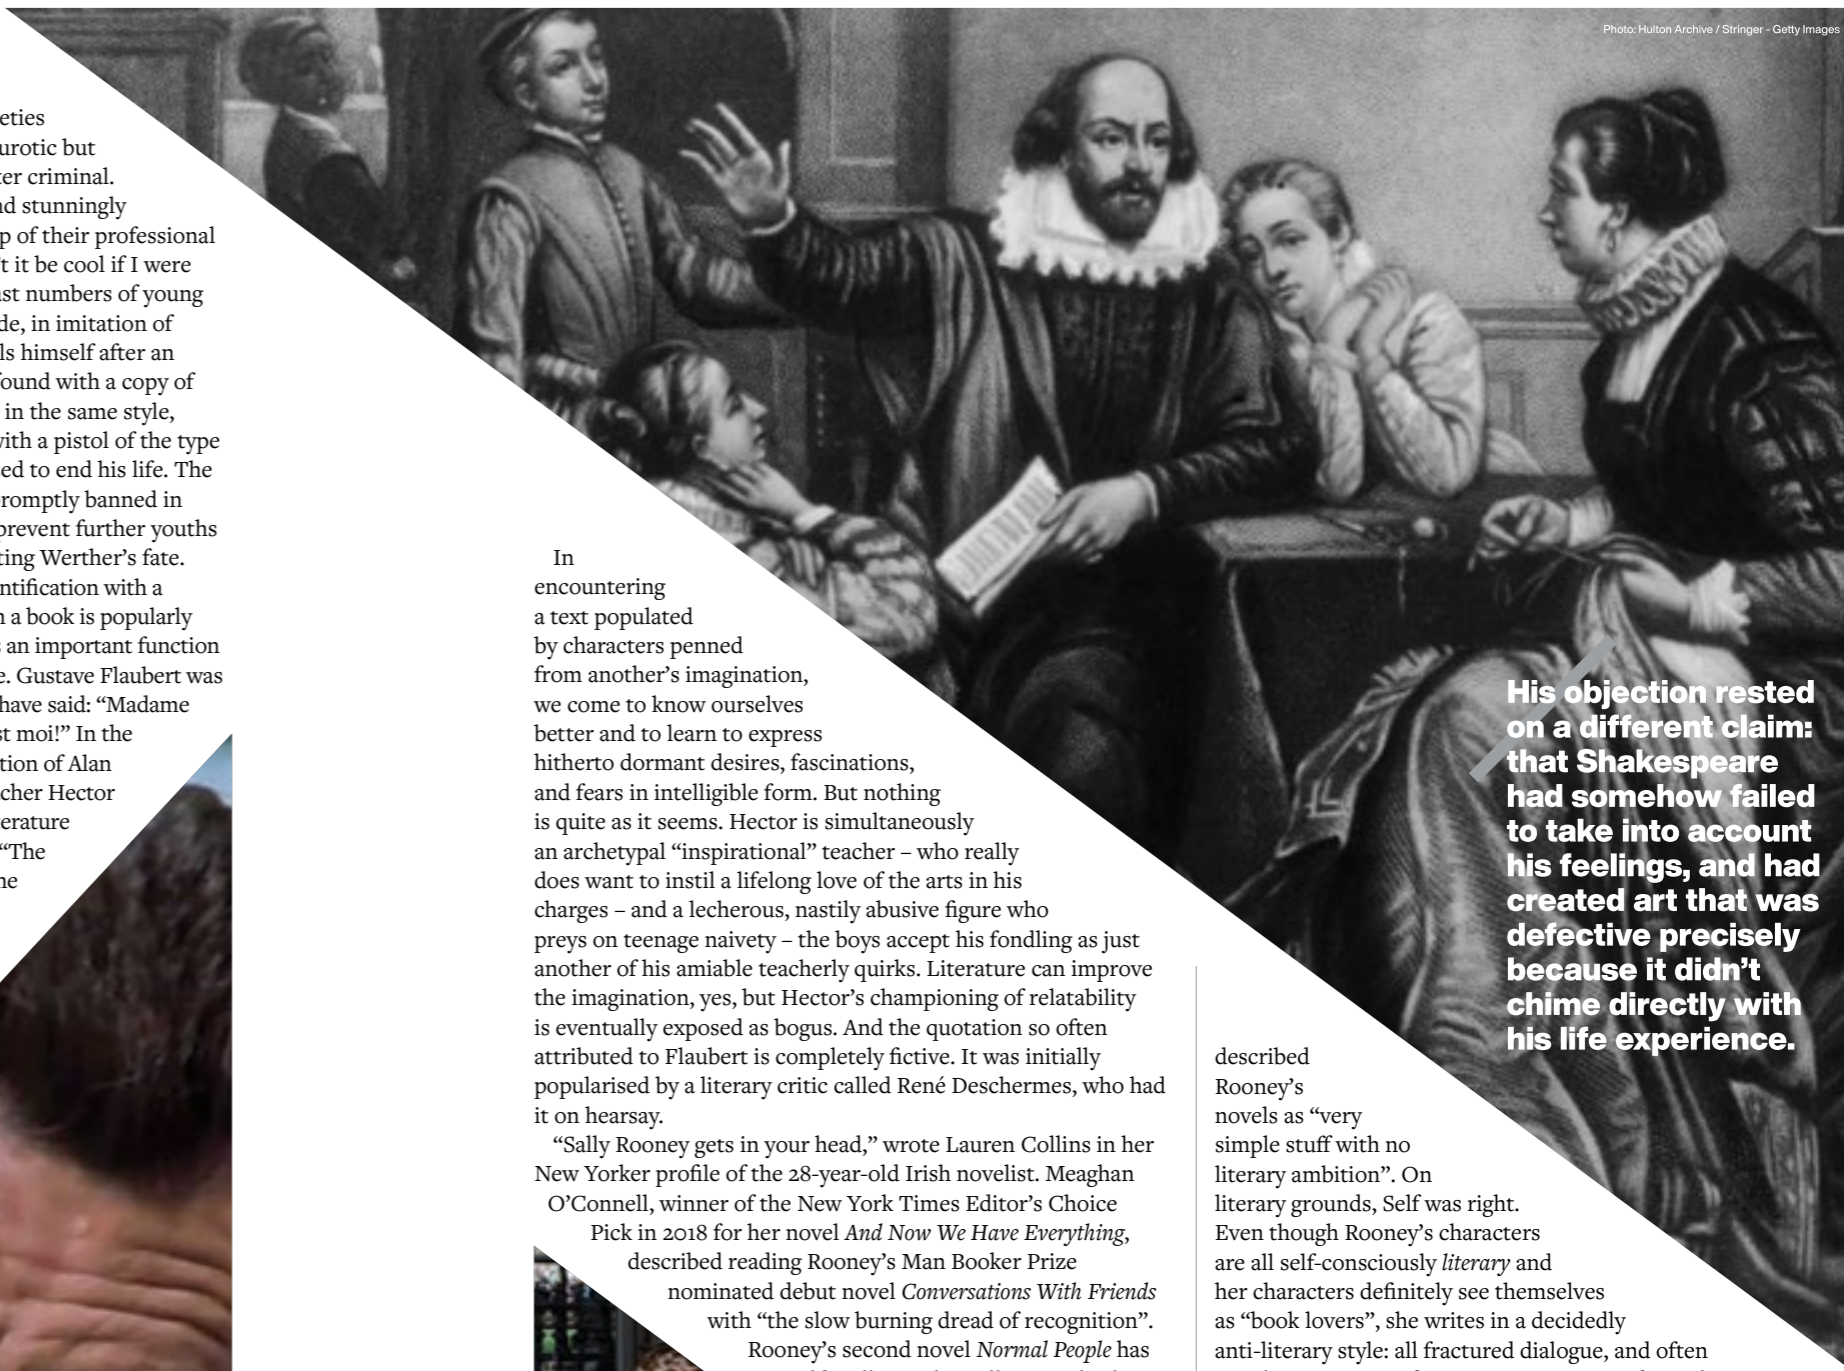 Photo: Hulton Archive / Stringer - Getty Images
eties
urotic but
er criminal.
nd stunningly
p of their professional
t it be cool if I were
st numbers of young
de, in imitation of
ls himself after an
found with a copy of
in the same style,
with a pistol of the type
ed to end his life. The
promptly banned in
prevent further youths
ting Werther’s fate.
ntification with a
a book is popularly
an important function
e. Gustave Flaubert was
have said: “Madame
st moi!” In the
tion of Alan
cher Hector
erature
“The
ne
In
encountering
a text populated
by characters penned
from another’s imagination,
we come to know ourselves
better and to learn to express
hitherto dormant desires, fascinations,
and fears in intelligible form. But nothing
is quite as it seems. Hector is simultaneously
an archetypal “inspirational” teacher – who really
does want to instil a lifelong love of the arts in his
charges – and a lecherous, nastily abusive figure who
preys on teenage naivety – the boys accept his fondling as just
another of his amiable teacherly quirks. Literature can improve
the imagination, yes, but Hector’s championing of relatability
is eventually exposed as bogus. And the quotation so often
attributed to Flaubert is completely fictive. It was initially
popularised by a literary critic called René Deschermes, who had
it on hearsay.
“Sally Rooney gets in your head,” wrote Lauren Collins in her
New Yorker profile of the 28-year-old Irish novelist. Meaghan
O’Connell, winner of the New York Times Editor’s Choice
Pick in 2018 for her novel And Now We Have Everything,
described reading Rooney’s Man Booker Prize
nominated debut novel Conversations With Friends
with “the slow burning dread of recognition”.
Rooney’s second novel Normal People has
described
Rooney’s
novels as “very
simple stuff with no
literary ambition”. On
literary grounds, Self was right.
Even though Rooney’s characters
are all self-consciously literary and
her characters definitely see themselves
as “book lovers”, she writes in a decidedly
anti-literary style: all fractured dialogue, and often
His objection rested
on a different claim:
that Shakespeare
had somehow failed
to take into account
his feelings, and had
created art that was
defective precisely
because it didn’t
chime directly with
his life experience.